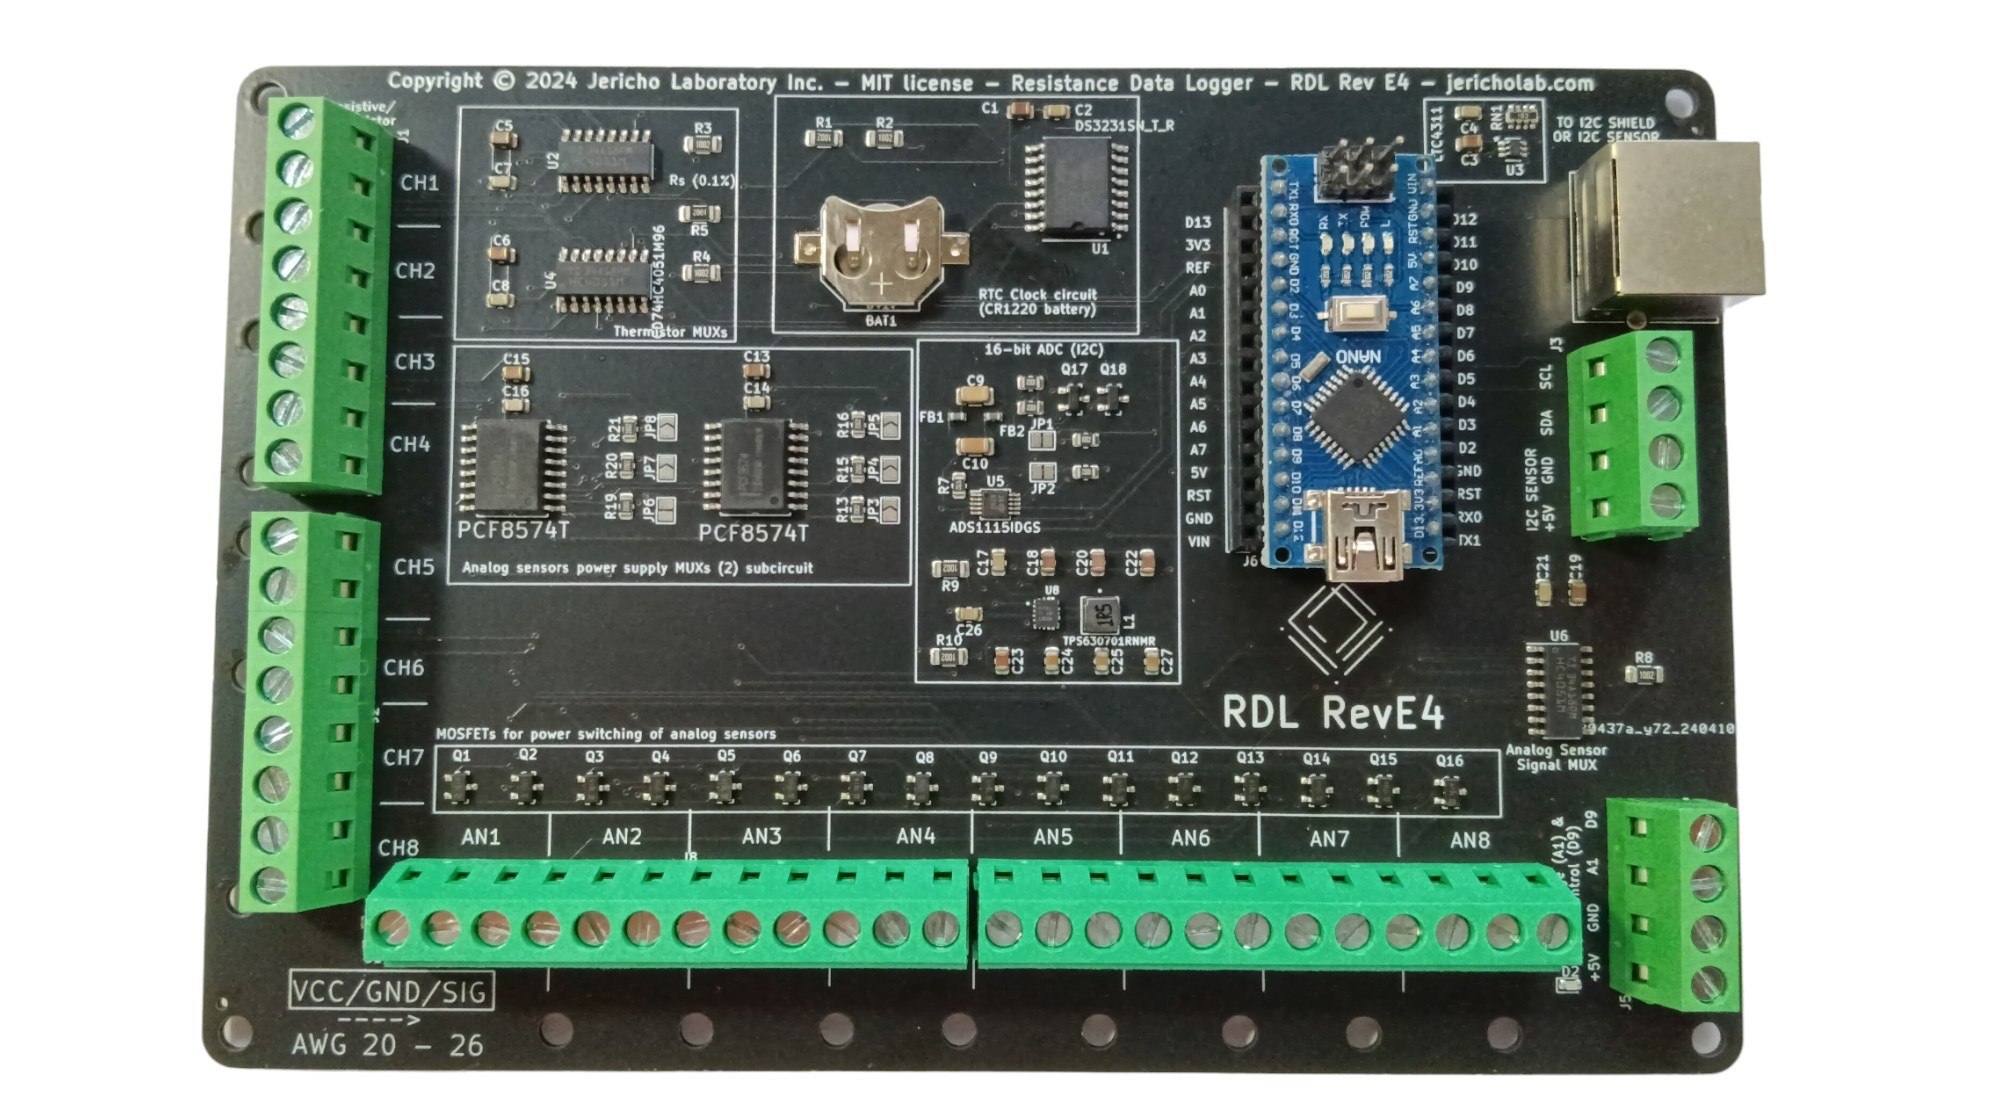 Copyright © 2024 Jericho Laboratory Inc. – MIT license – Resistance Data Logger – RDL Rev E4 – jericholab.com
CH1
CH2
CH3
CH4
CH5
CH6
CH7
CH8
C5
C7
U2
R3
Rs (0.1%)
R5
C6
C8
U4
R4
Thermistor MUXs
R1
R2
C1
C2
DS3231SN_T_R
U1
BAT1
RTC Clock circuit
(CR1220 battery)
LTC4311
C4
C3
RN1
U3
TO I2C SHIELD
OR I2C SENSOR
C15
C16
R21
JP8
R20
JP7
R19
JP6
PCF8574T
C13
C14
R16
JP5
R15
JP4
R13
JP3
PCF8574T
Analog sensors power supply MUXs (2) subcircuit
16-bit ADC (I2C)
C9
Q17
Q18
FB1
FB2
JP1
C10
JP2
R7
U5
ADS1115IDGS
C17
C18
C20
C22
R9
U8
1R5
L1
C26
TPS630701RNMR
R10
C23
C24
C25
C27
D13
3V3
REF
A0
A1
A2
A3
A4
A5
A6
A7
5V
RST
GND
VIN
J6
NANO
D12
D11
D10
D9
D8
D7
D6
D5
D4
D3
D2
GND
RST
RX0
TX1
J3
SCL
SDA
GND
+5V
I2C SENSOR
C21
C19
U6
R8
Analog Sensor
Signal MUX
RDL RevE4
MOSFETs for power switching of analog sensors
Q1
Q2
Q3
Q4
Q5
Q6
Q7
Q8
Q9
Q10
Q11
Q12
Q13
Q14
Q15
Q16
AN1
AN2
AN3
AN4
AN5
AN6
AN7
AN8
D9
A1
GND
+5V
J5
VCC/GND/SIG
---->
AWG 20 – 26